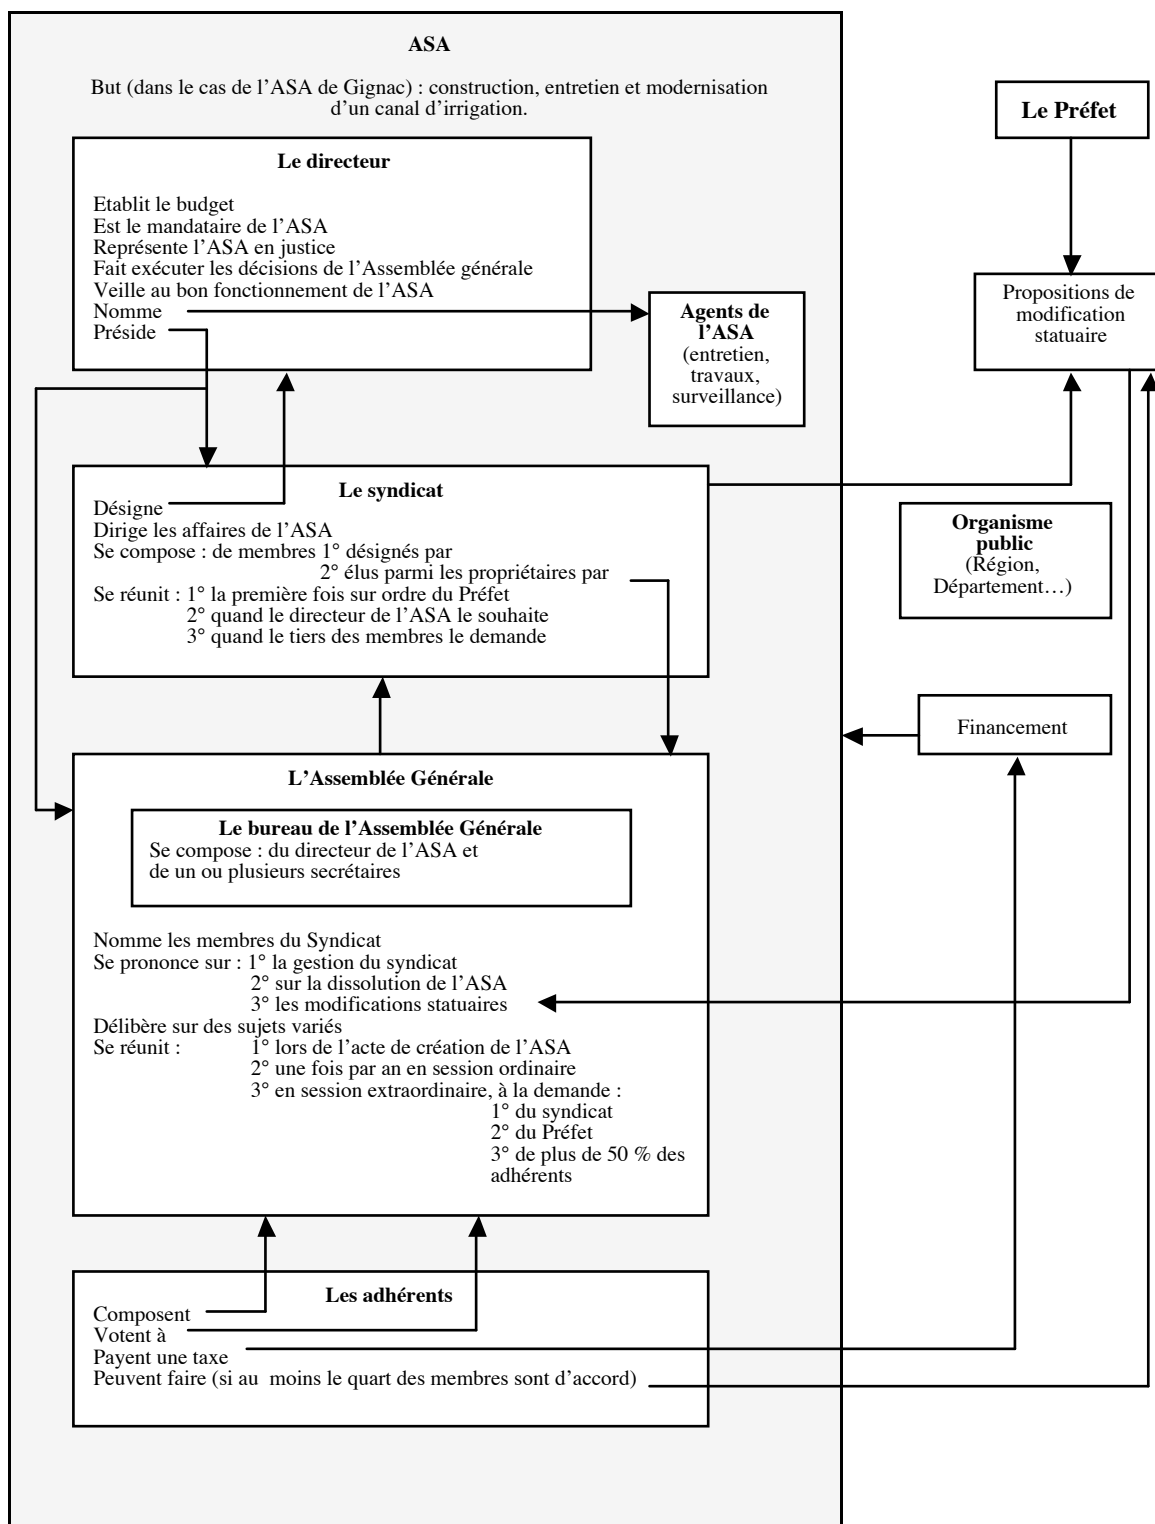 ASA
But (dans le cas de l’ASA de Gignac) : construction, entretien et modernisation
d’un canal d’irrigation.
Le Préfet
Le directeur
Etablit le budget
Est le mandataire de l’ASA
Représente l’ASA en justice
Fait exécuter les décisions de l’Assemblée générale
Veille au bon fonctionnement de l’ASA
Nomme
Préside
Agents de
l’ASA
(entretien,
travaux,
surveillance)
Propositions de
modification
statuaire
Le syndicat
Désigne
Dirige les affaires de l’ASA
Se compose : de membres 1° désignés par
2° élus parmi les propriétaires par
Se réunit : 1° la première fois sur ordre du Préfet
2° quand le directeur de l’ASA le souhaite
3° quand le tiers des membres le demande
Organisme
public
(Région,
Département…)
Financement
L’Assemblée Générale
Le bureau de l’Assemblée Générale
Se compose : du directeur de l’ASA et
de un ou plusieurs secrétaires
Nomme les membres du Syndicat
Se prononce sur : 1° la gestion du syndicat
2° sur la dissolution de l’ASA
3° les modifications statuaires
Délibère sur des sujets variés
Se réunit : 1° lors de l’acte de création de l’ASA
2° une fois par an en session ordinaire
3° en session extraordinaire, à la demande :
1° du syndicat
2° du Préfet
3° de plus de 50 % des
adhérents
Les adhérents
Composent
Votent à
Payent une taxe
Peuvent faire (si au moins le quart des membres sont d’accord)